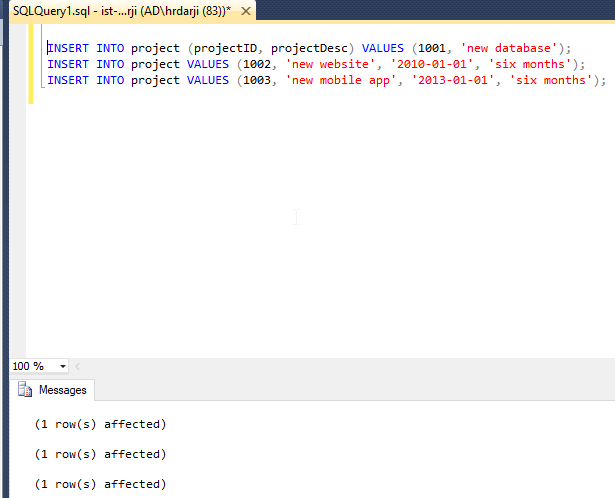 SQLQuery1.sql - ist-...rji (AD\hrdarji (83))*
INSERT INTO project (projectID, projectDesc) VALUES (1001, 'new database');
INSERT INTO project VALUES (1002, 'new website', '2010-01-01', 'six months');
INSERT INTO project VALUES (1003, 'new mobile app', '2013-01-01', 'six months');
100 %
Messages
(1 row(s) affected)
(1 row(s) affected)
(1 row(s) affected)